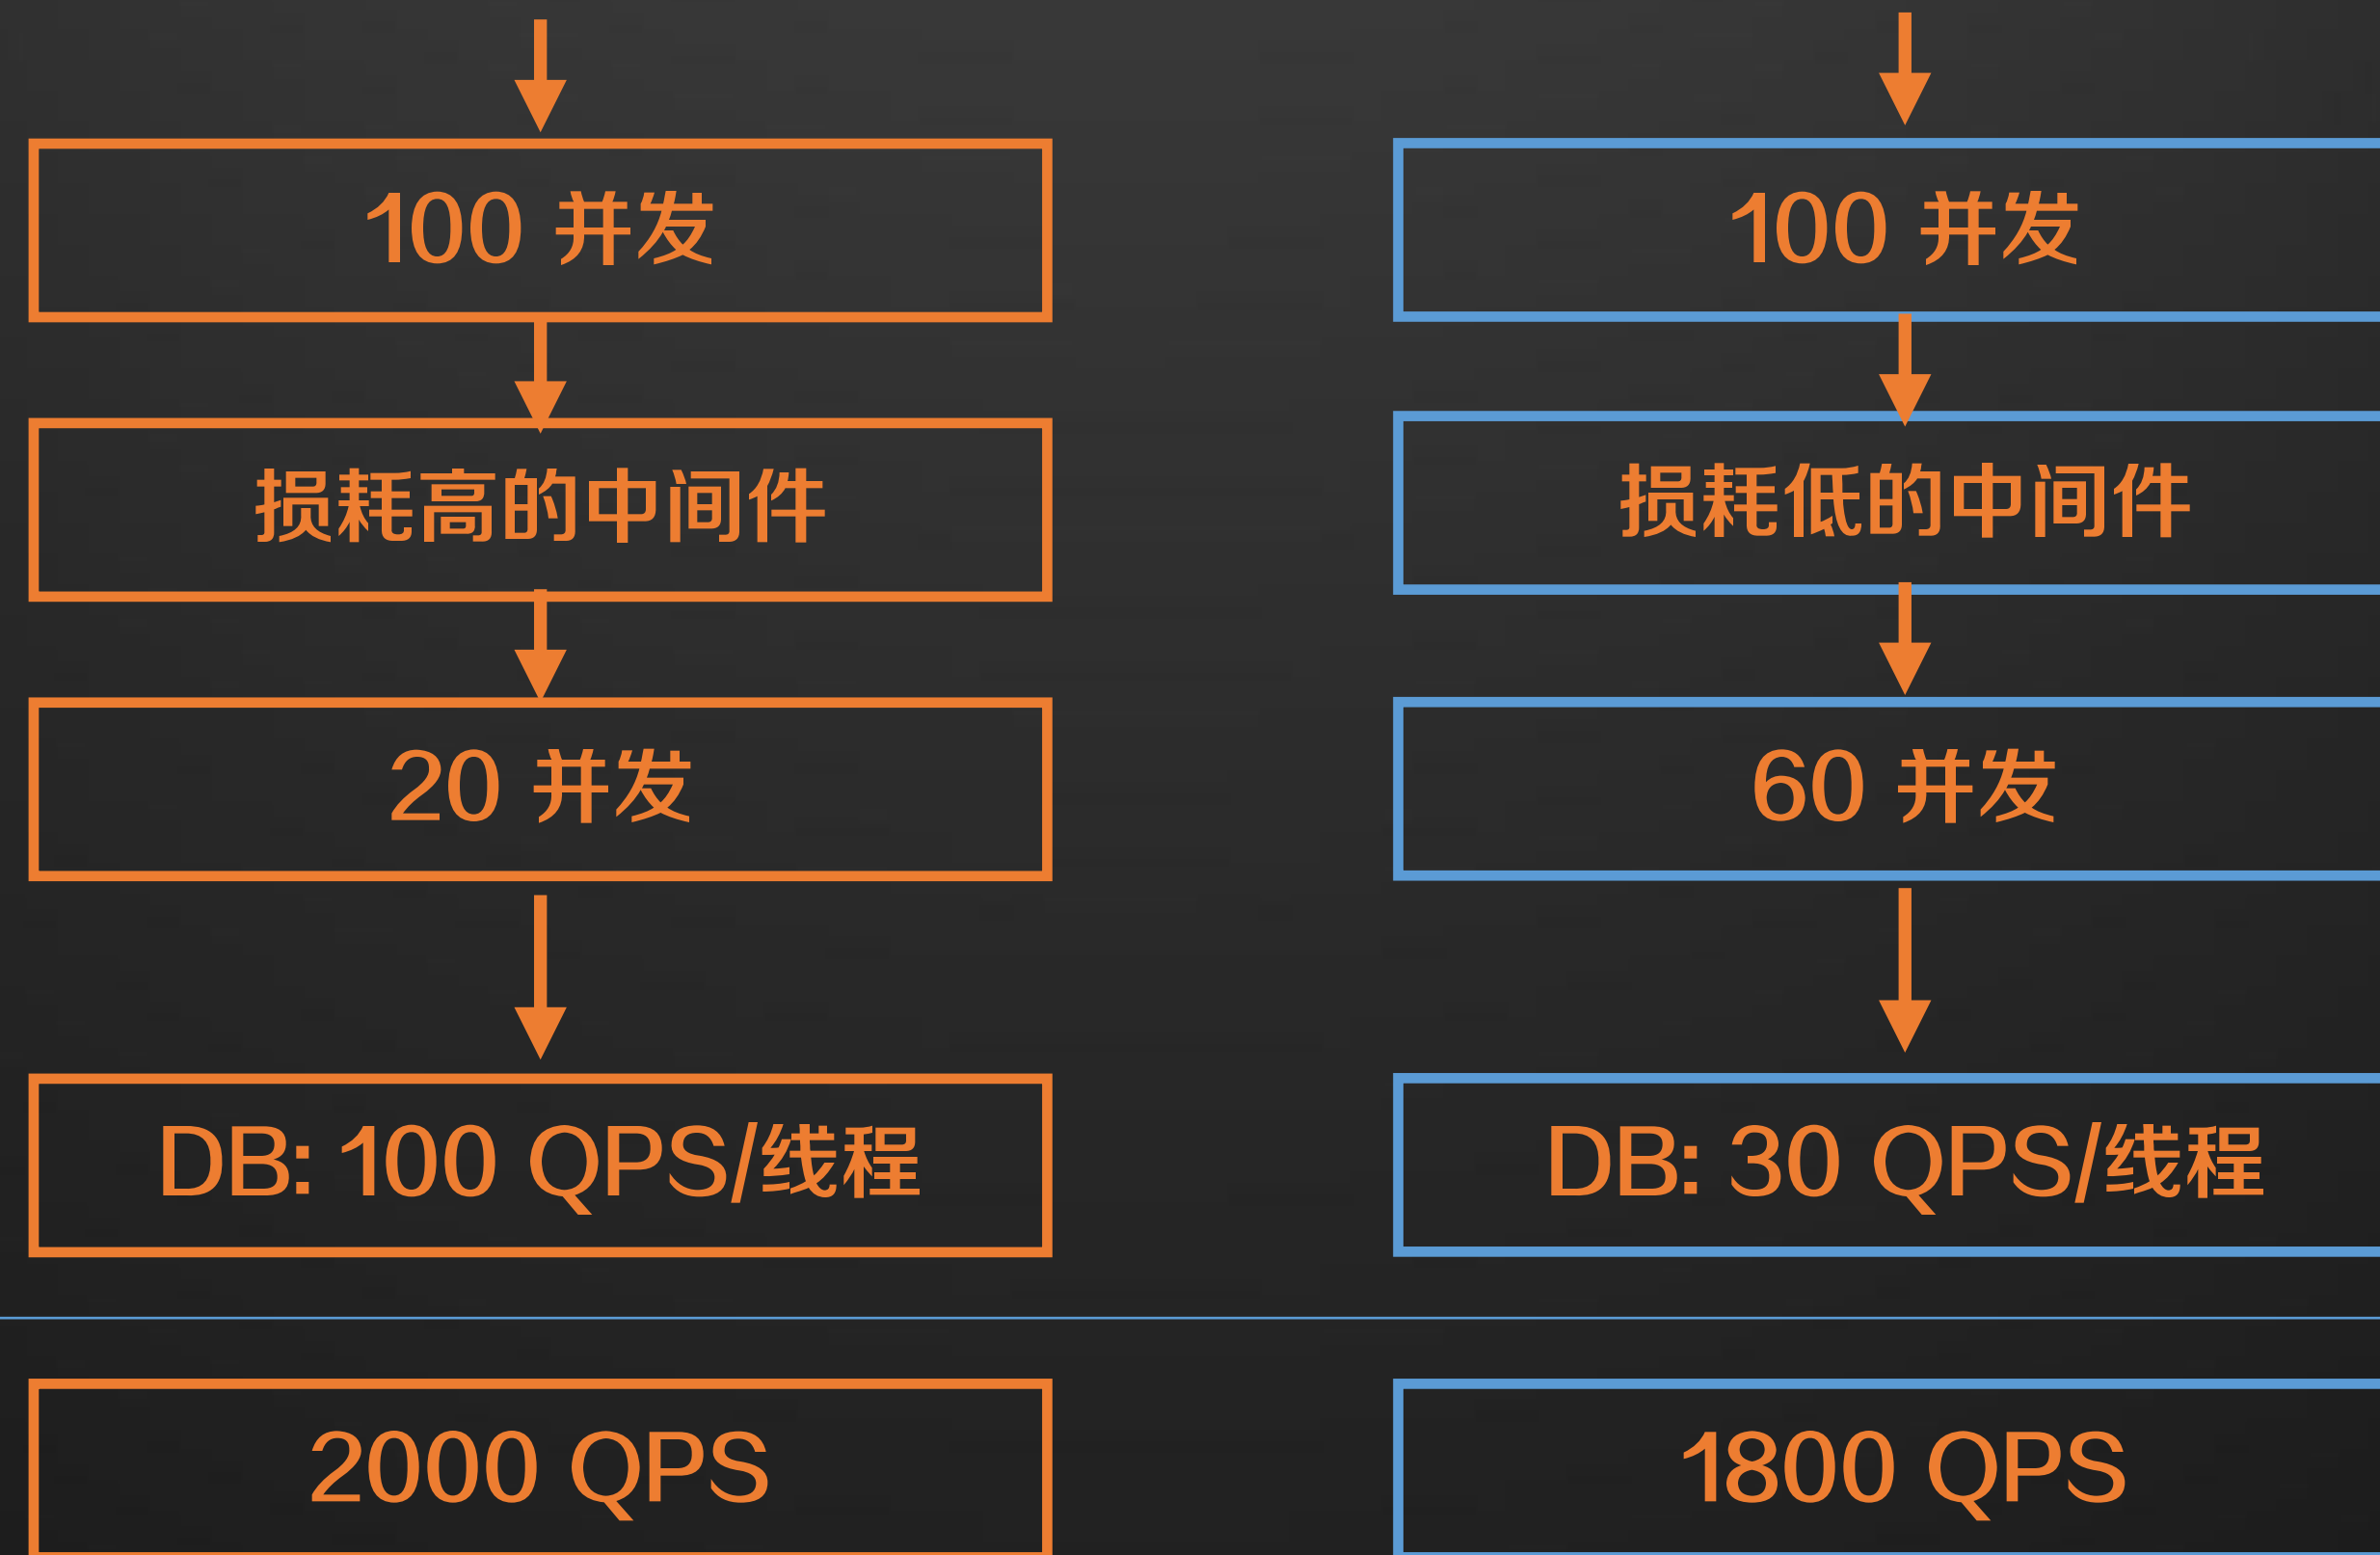 100 并发
损耗高的中间件
20 并发
DB: 100 QPS/线程
2000 QPS
100 并发
损耗低的中间件
60 并发
DB: 30 QPS/线程
1800 QPS